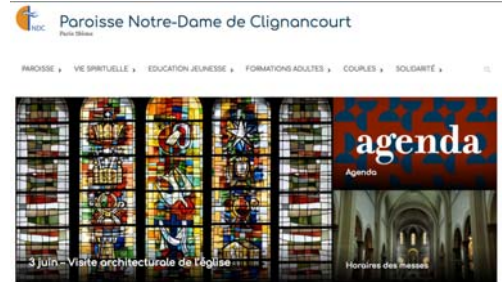 NDC
Paroisse Notre-Dame de Clignancourt
Paris 18ème
PAROISSE
VIE SPIRITUELLE
EDUCATION JEUNESSE
FORMATIONS ADULTES
COUPLES
SOLIDARITÉ
agenda
Agenda
3 juin – Visite architecturale de l'église
Horaires des messes